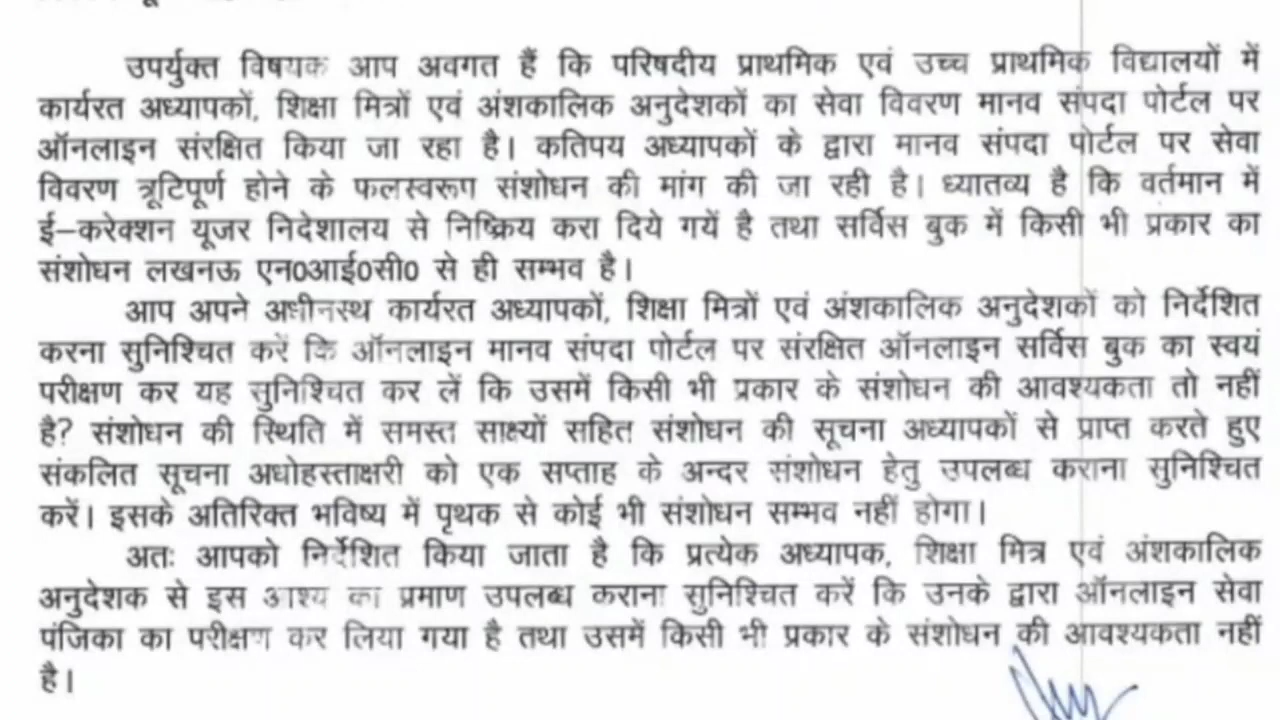 उपर्युक्त विषयक आप अवगत हैं कि परिषदीय प्राथमिक एवं उच्च प्राथमिक विद्यालयों में
कार्यरत अध्यापकों, शिक्षा मित्रों एवं अंशकालिक अनुदेशकों का सेवा विवरण मानव संपदा पोर्टल पर
ऑनलाइन संरक्षित किया जा रहा है। कतिपय अध्यापकों के द्वारा मानव संपदा पोर्टल पर सेवा
विवरण त्रूटिपूर्ण होने के फलस्वरूप संशोधन की मांग की जा रही है। ध्यातव्य है कि वर्तमान में
ई–करेक्शन यूजर निदेशालय से निष्क्रिय करा दिये गयें है तथा सर्विस बुक में किसी भी प्रकार का
संशोधन लखनऊ एन0आई0सी0 से ही सम्भव है।
आप अपने अधीनस्थ कार्यरत अध्यापकों, शिक्षा मित्रों एवं अंशकालिक अनुदेशकों को निर्देशित
करना सुनिश्चित करें कि ऑनलाइन मानव संपदा पोर्टल पर संरक्षित ऑनलाइन सर्विस बुक का स्वयं
परीक्षण कर यह सुनिश्चित कर लें कि उसमें किसी भी प्रकार के संशोधन की आवश्यकता तो नहीं
है? संशोधन की स्थिति में समस्त साक्ष्यों सहित संशोधन की सूचना अध्यापकों से प्राप्त करते हुए
संकलित सूचना अधोहस्ताक्षरी को एक सप्ताह के अन्दर संशोधन हेतु उपलब्ध कराना सुनिश्चित
करें। इसके अतिरिक्त भविष्य में पृथक से कोई भी संशोधन सम्भव नहीं होगा।
अतः आपको निर्देशित किया जाता है कि प्रत्येक अध्यापक, शिक्षा मित्र एवं अंशकालिक
अनुदेशक से इस आशय का प्रमाण उपलब्ध कराना सुनिश्चित करें कि उनके द्वारा ऑनलाइन सेवा
पंजिका का परीक्षण कर लिया गया है तथा उसमें किसी भी प्रकार के संशोधन की आवश्यकता नहीं
है।